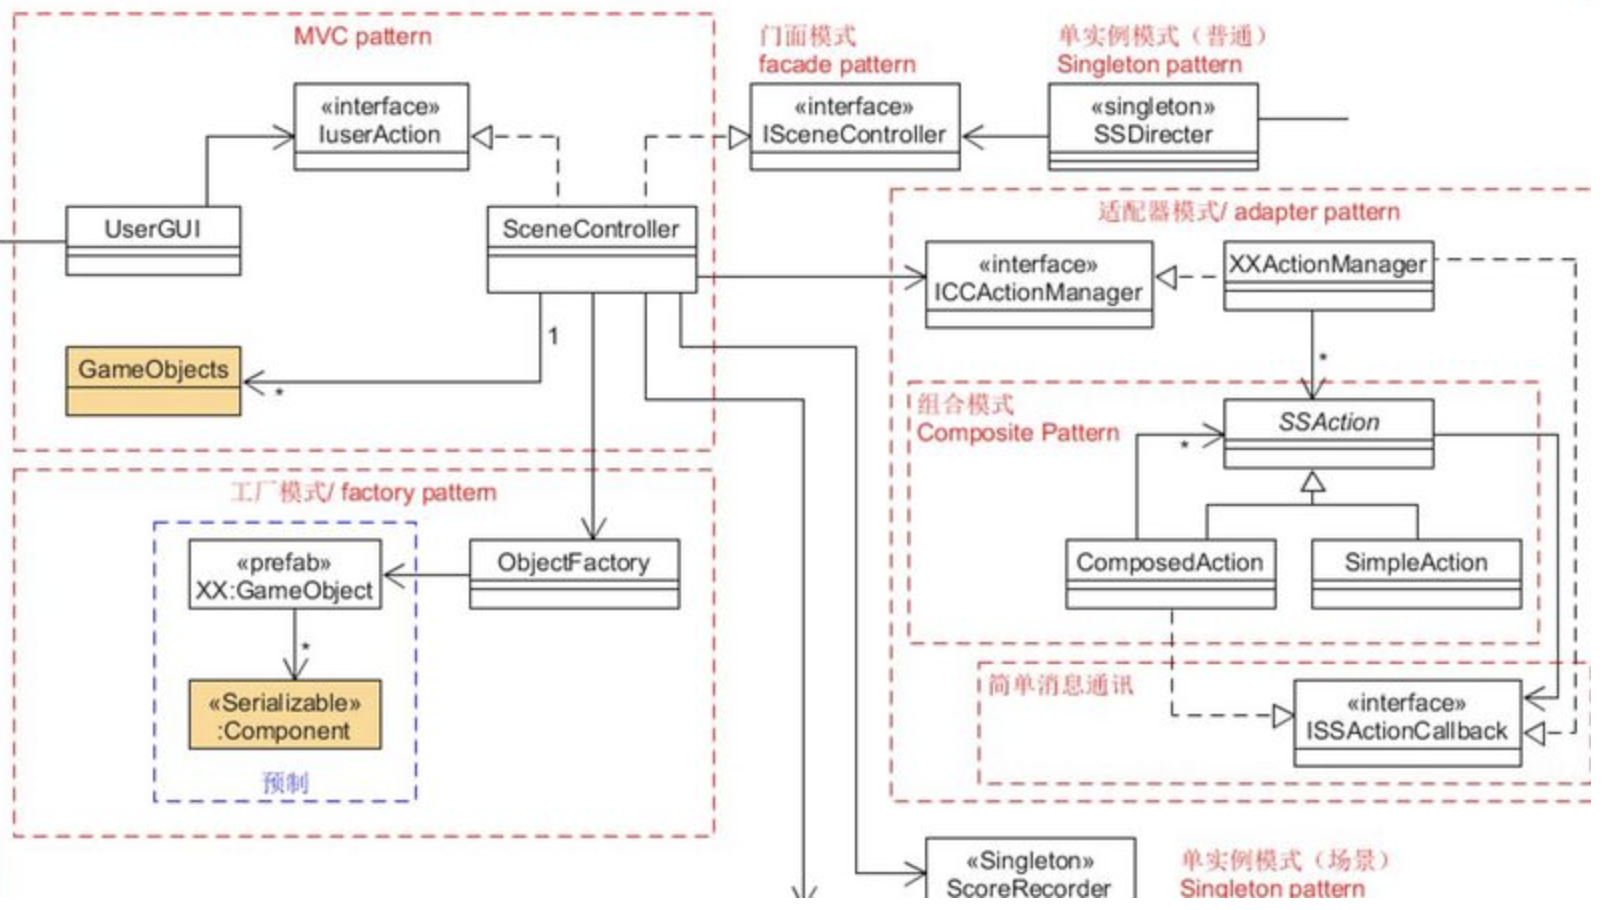 MVC pattern
门面模式
facade pattern
单实例模式（普通）
Singleton pattern
«interface»
IuserAction
«interface»
ISceneController
«singleton»
SSDirecter
UserGUI
SceneController
适配器模式/ adapter pattern
«interface»
ICCActionManager
XXActionManager
1
*
GameObjects
*
组合模式
Composite Pattern
SSAction
*
工厂模式/ factory pattern
«prefab»
XX:GameObject
ObjectFactory
ComposedAction
SimpleAction
*
«Serializable»
:Component
预制
简单消息通讯
«interface»
ISSActionCallback
«Singleton»
ScoreRecorder
单实例模式（场景）
Singleton pattern